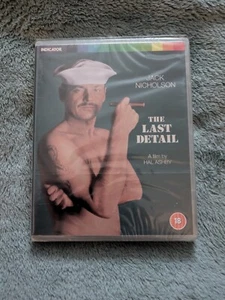 INDICATOR
JACK
NICHOLSON
THE
LAST
DETAIL
A film by
HAL ASHBY
18